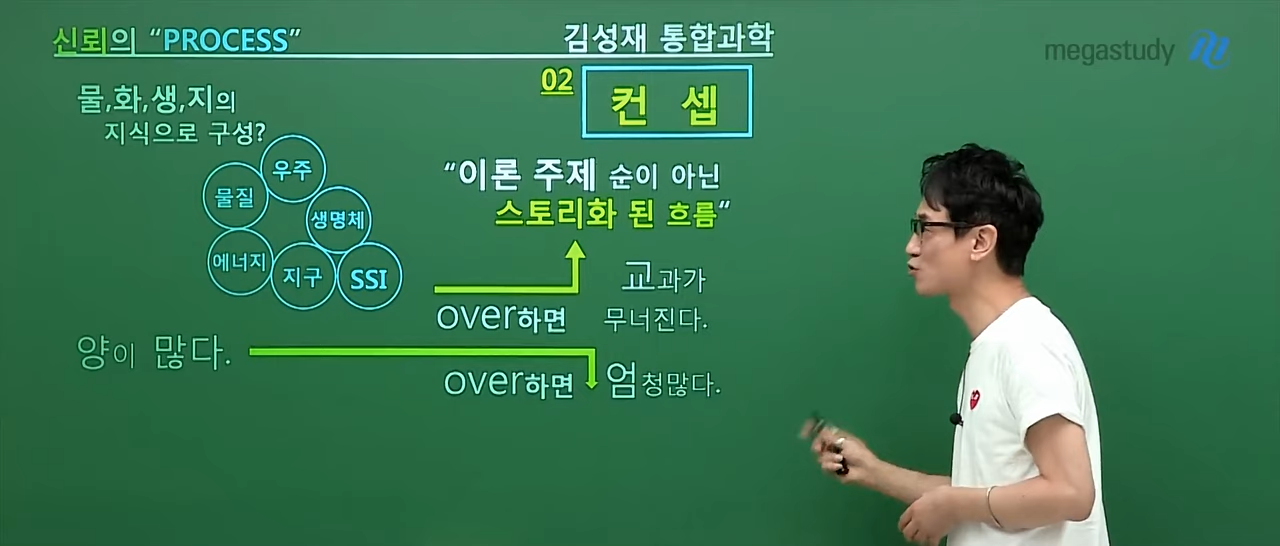 신뢰의 “PROCESS”
김성재 통합과학
megastudy
02
컨 셉
물,화,생,지의
지식으로 구성?
우주
물질
생명체
에너지
지구
SSI
“이론 주제 순이 아닌
스토리화 된 흐름“
over하면
교과가
무너진다.
양이 많다.
over하면
엄청많다.